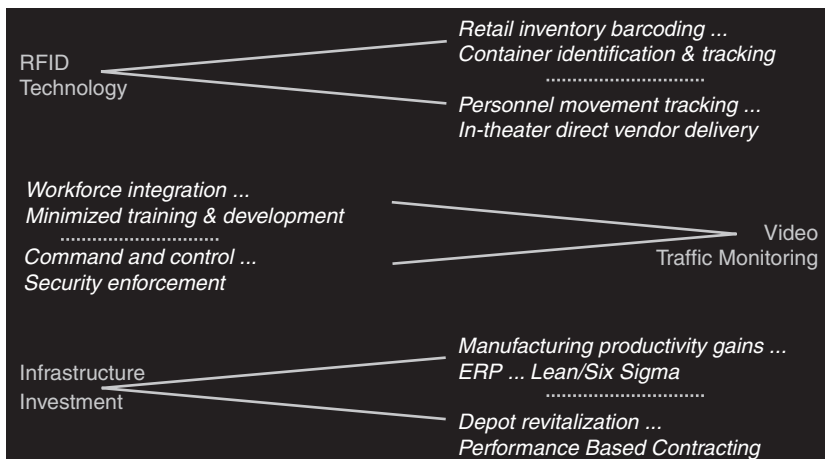 RFID
Technology
Retail inventory barcoding ...
Container identification & tracking
Personnel movement tracking ...
In-theater direct vendor delivery
Workforce integration ...
Minimized training & development
Command and control ...
Security enforcement
Video
Traffic Monitoring
Infrastructure
Investment
Manufacturing productivity gains ...
ERP ... Lean/Six Sigma
Depot revitalization ...
Performance Based Contracting